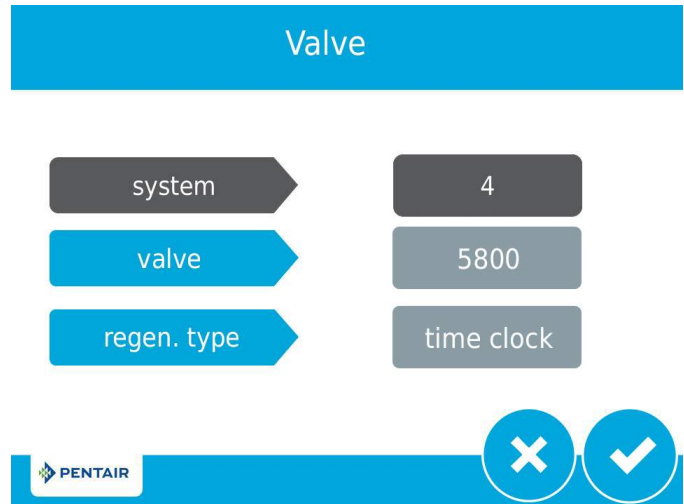 Valve
system
4
valve
5800
regen. type
time clock
PENTAIR